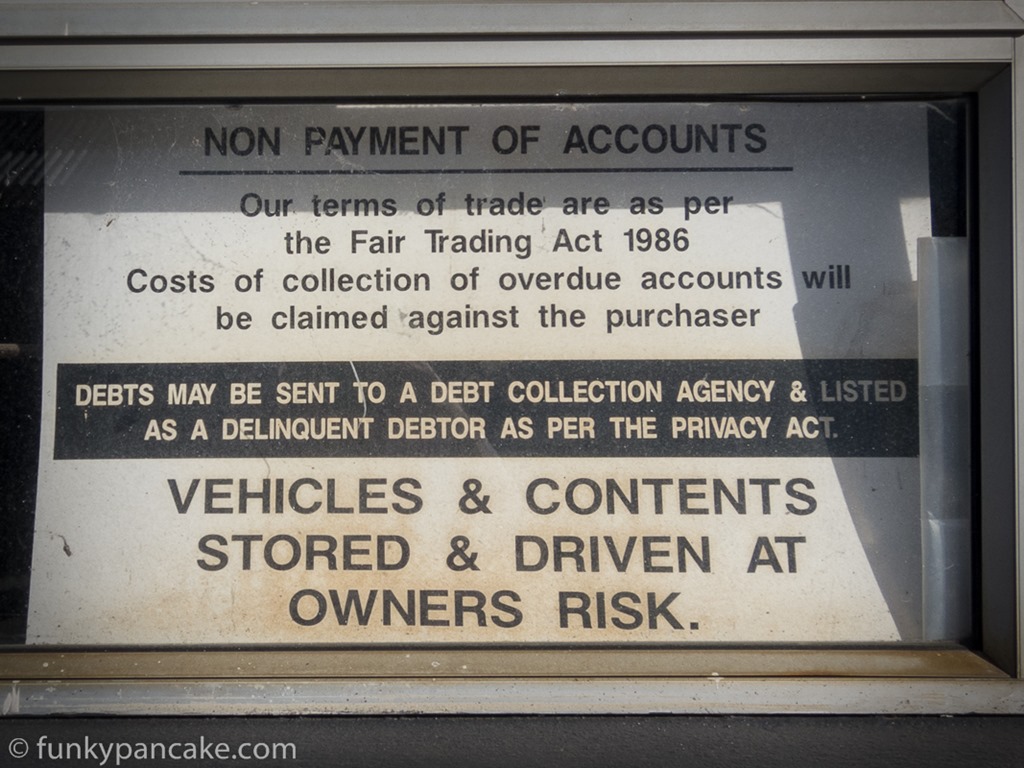 NON PAYMENT OF ACCOUNTS
Our terms of trade are as per
the Fair Trading Act 1986
Costs of collection of overdue accounts will
be claimed against the purchaser
DEBTS MAY BE SENT TO A DEBT COLLECTION AGENCY & LISTED
AS A DELINQUENT DEBTOR AS PER THE PRIVACY ACT.
VEHICLES & CONTENTS
STORED & DRIVEN AT
OWNERS RISK.
© funkypancake.com